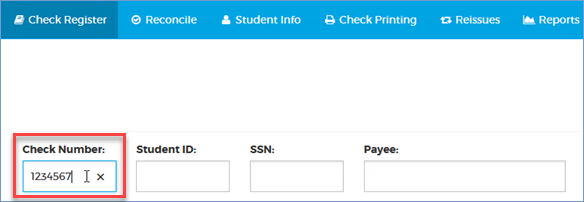 Check Register Reconcile Student Info Check Printing Reissues Reports
Check Number: Student ID: SSN: Payee:
1234567